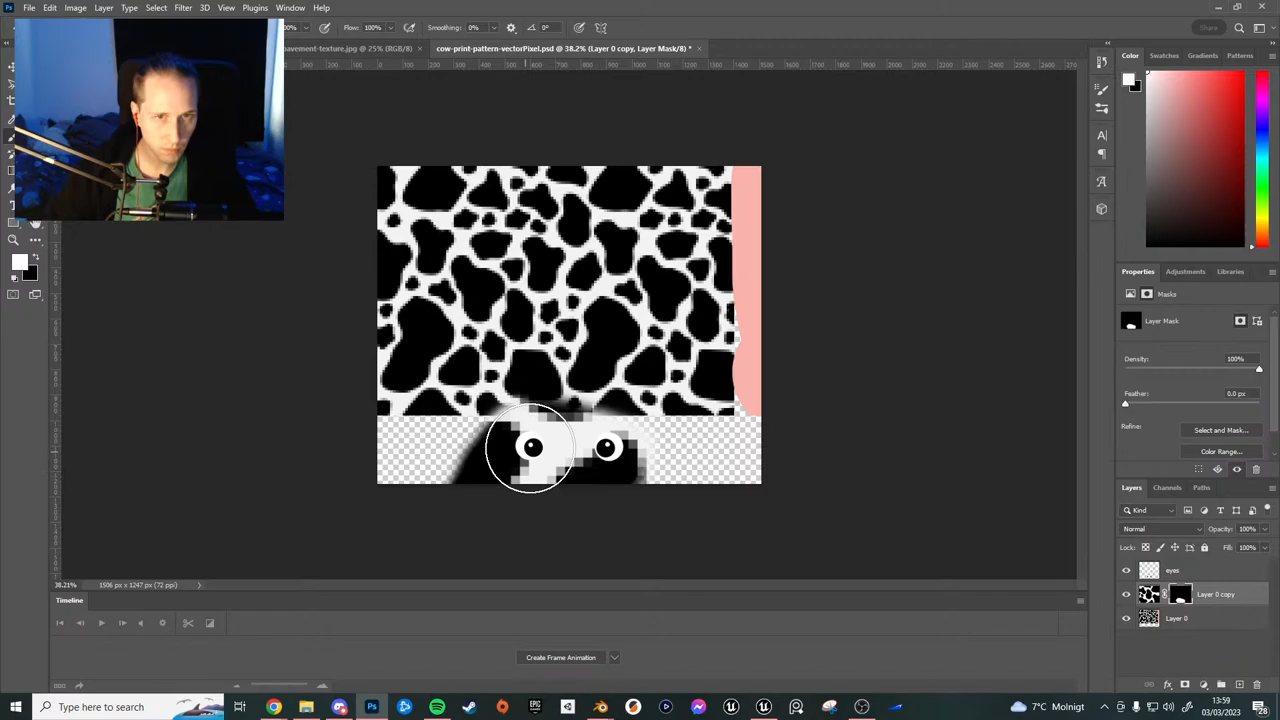 Ps File Edit Image Layer Type Select Filter 3D View Plugins Window Help
Flow: 100% Smoothing: 0% 0° Share
pavement-texture.jpg @ 25% (RGB/8) × cow-print-pattern-vectorPixel.psd @ 38.2% (Layer 0 copy, Layer Mask/8) * ×
Color Swatches Gradients Patterns
Properties Adjustments Libraries
Masks
Layer Mask
Density: 100%
Feather: 0.0 px
Refine: Select and Mask...
Color Range...
Layers Channels Paths
Kind
Normal Opacity: 100%
Lock: Fill: 100%
eyes
Layer 0 copy
Layer 0
38.21% 1506 px x 1247 px (72 ppi)
Timeline
Create Frame Animation
Type here to search
7°C Molnigt
13:59
03/03/2023